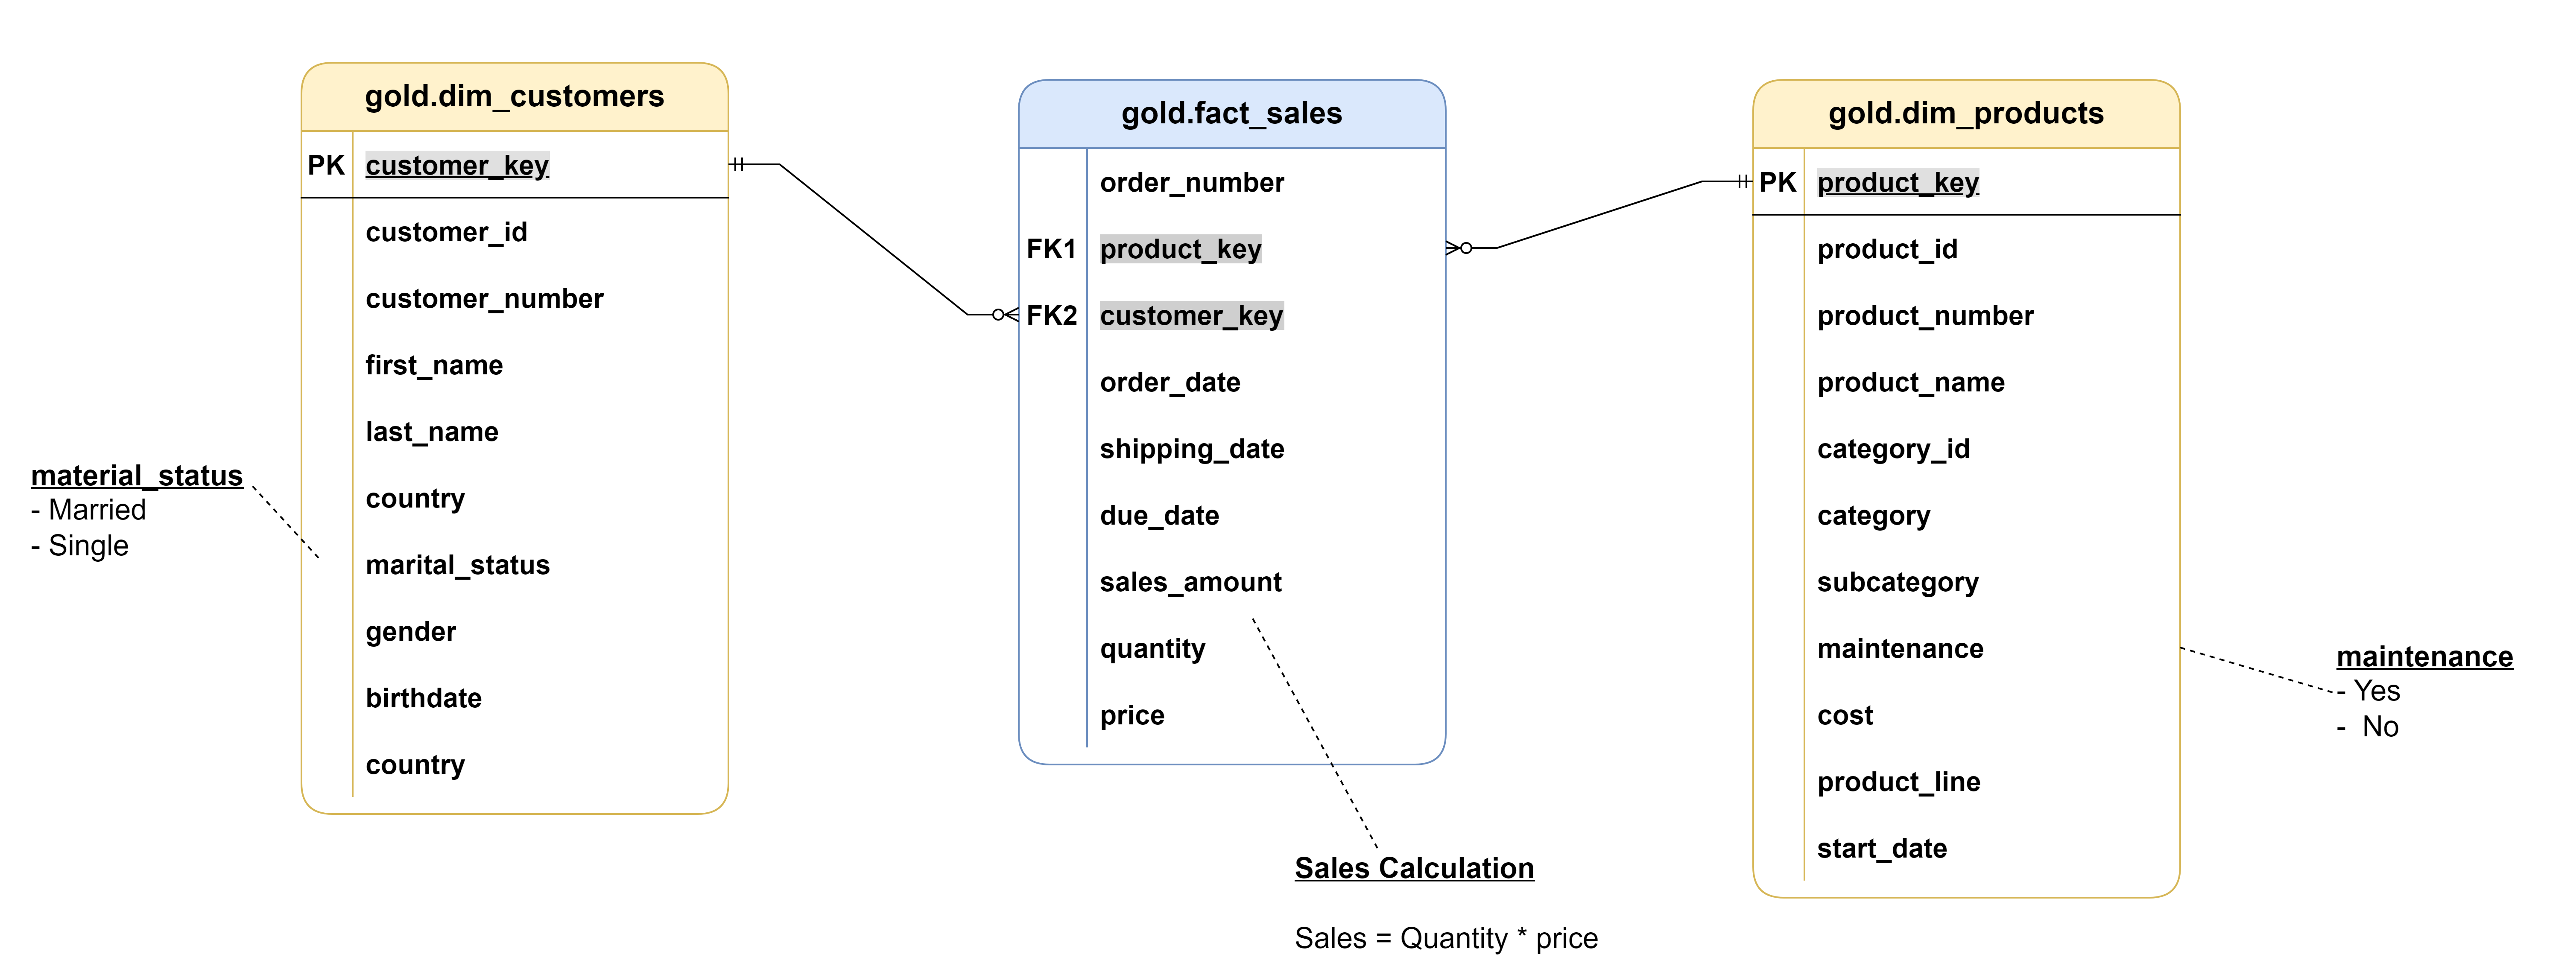 gold.dim_customers
PK customer_key
customer_id
customer_number
first_name
last_name
country
marital_status
gender
birthdate
country
material_status
- Married
- Single
gold.fact_sales
order_number
FK1 product_key
FK2 customer_key
order_date
shipping_date
due_date
sales_amount
quantity
price
Sales Calculation
Sales = Quantity * price
gold.dim_products
PK product_key
product_id
product_number
product_name
category_id
category
subcategory
maintenance
cost
product_line
start_date
maintenance
- Yes
- No